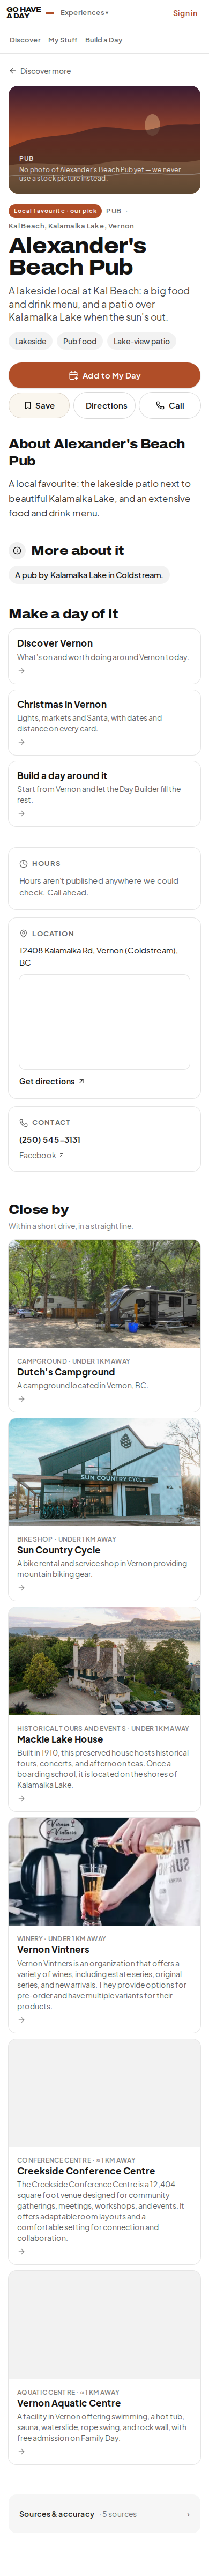 GO HAVE
A DAY
Experiences ▾
Sign in
Discover My Stuff Build a Day
← Discover more
PUB
No photo of Alexander's Beach Pub yet — we never
use a stock picture instead.
Local favourite · our pick PUB ·
Kal Beach, Kalamalka Lake, Vernon
Alexander's
Beach Pub
A lakeside local at Kal Beach: a big food
and drink menu, and a patio over
Kalamalka Lake when the sun's out.
Lakeside Pub food Lake-view patio
Add to My Day
Save Directions Call
About Alexander's Beach
Pub
A local favourite: the lakeside patio next to
beautiful Kalamalka Lake, and an extensive
food and drink menu.
More about it
A pub by Kalamalka Lake in Coldstream.
Make a day of it
Discover Vernon
What's on and worth doing around Vernon today.
→
Christmas in Vernon
Lights, markets and Santa, with dates and
distance on every card.
→
Build a day around it
Start from Vernon and let the Day Builder fill the
rest.
→
HOURS
Hours aren't published anywhere we could
check. Call ahead.
LOCATION
12408 Kalamalka Rd, Vernon (Coldstream),
BC
Get directions ↗
CONTACT
(250) 545-3131
Facebook ↗
Close by
Within a short drive, in a straight line.
CAMPGROUND · UNDER 1 KM AWAY
Dutch's Campground
A campground located in Vernon, BC.
→
SUN COUNTRY CYCLE
BIKE SHOP · UNDER 1 KM AWAY
Sun Country Cycle
A bike rental and service shop in Vernon providing
mountain biking gear.
→
HISTORICAL TOURS AND EVENTS · UNDER 1 KM AWAY
Mackie Lake House
Built in 1910, this preserved house hosts historical
tours, concerts, and afternoon teas. Once a
boarding school, it is located on the shores of
Kalamalka Lake.
→
WINERY · UNDER 1 KM AWAY
Vernon Vintners
Vernon Vintners is an organization that offers a
variety of wines, including estate series, original
series, and new arrivals. They provide options for
pre-order and have multiple variants for their
products.
→
CONFERENCE CENTRE · ≈ 1 KM AWAY
Creekside Conference Centre
The Creekside Conference Centre is a 12,404
square foot venue designed for community
gatherings, meetings, workshops, and events. It
offers adaptable room layouts and a
comfortable setting for connection and
collaboration.
→
AQUATIC CENTRE · ≈ 1 KM AWAY
Vernon Aquatic Centre
A facility in Vernon offering swimming, a hot tub,
sauna, waterslide, rope swing, and rock wall, with
free admission on Family Day.
→
Sources & accuracy · 5 sources ›